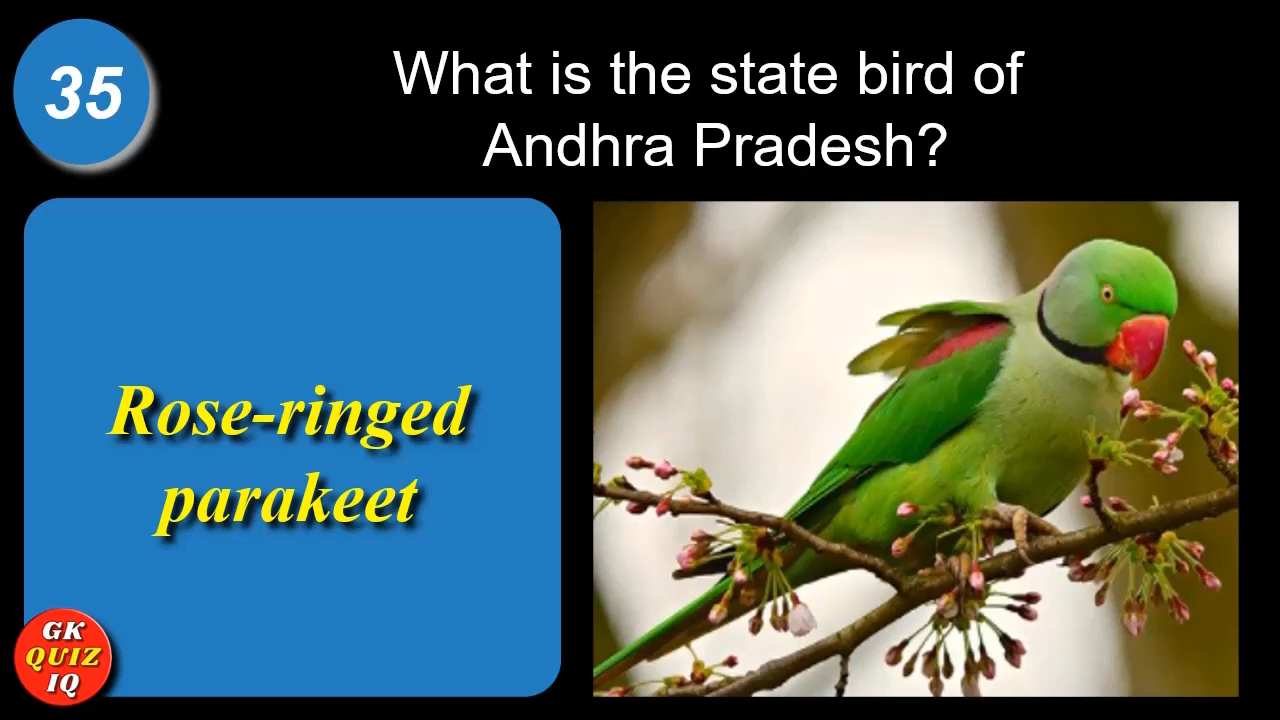 35
What is the state bird of
Andhra Pradesh?
Rose-ringed
parakeet
GK
QUIZ
IQ